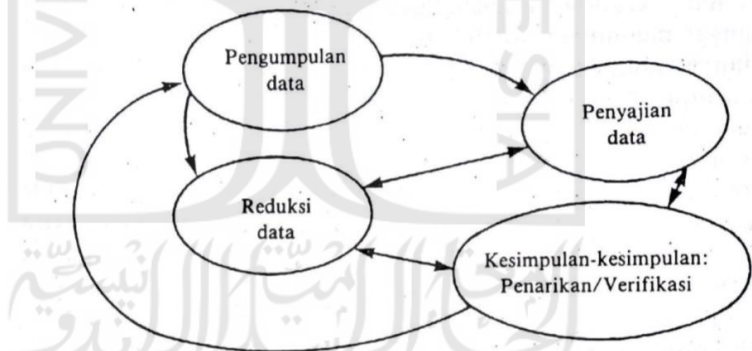 Pengumpulan
data
Penyajian
data
Reduksi
data
Kesimpulan-kesimpulan:
Penarikan/Verifikasi